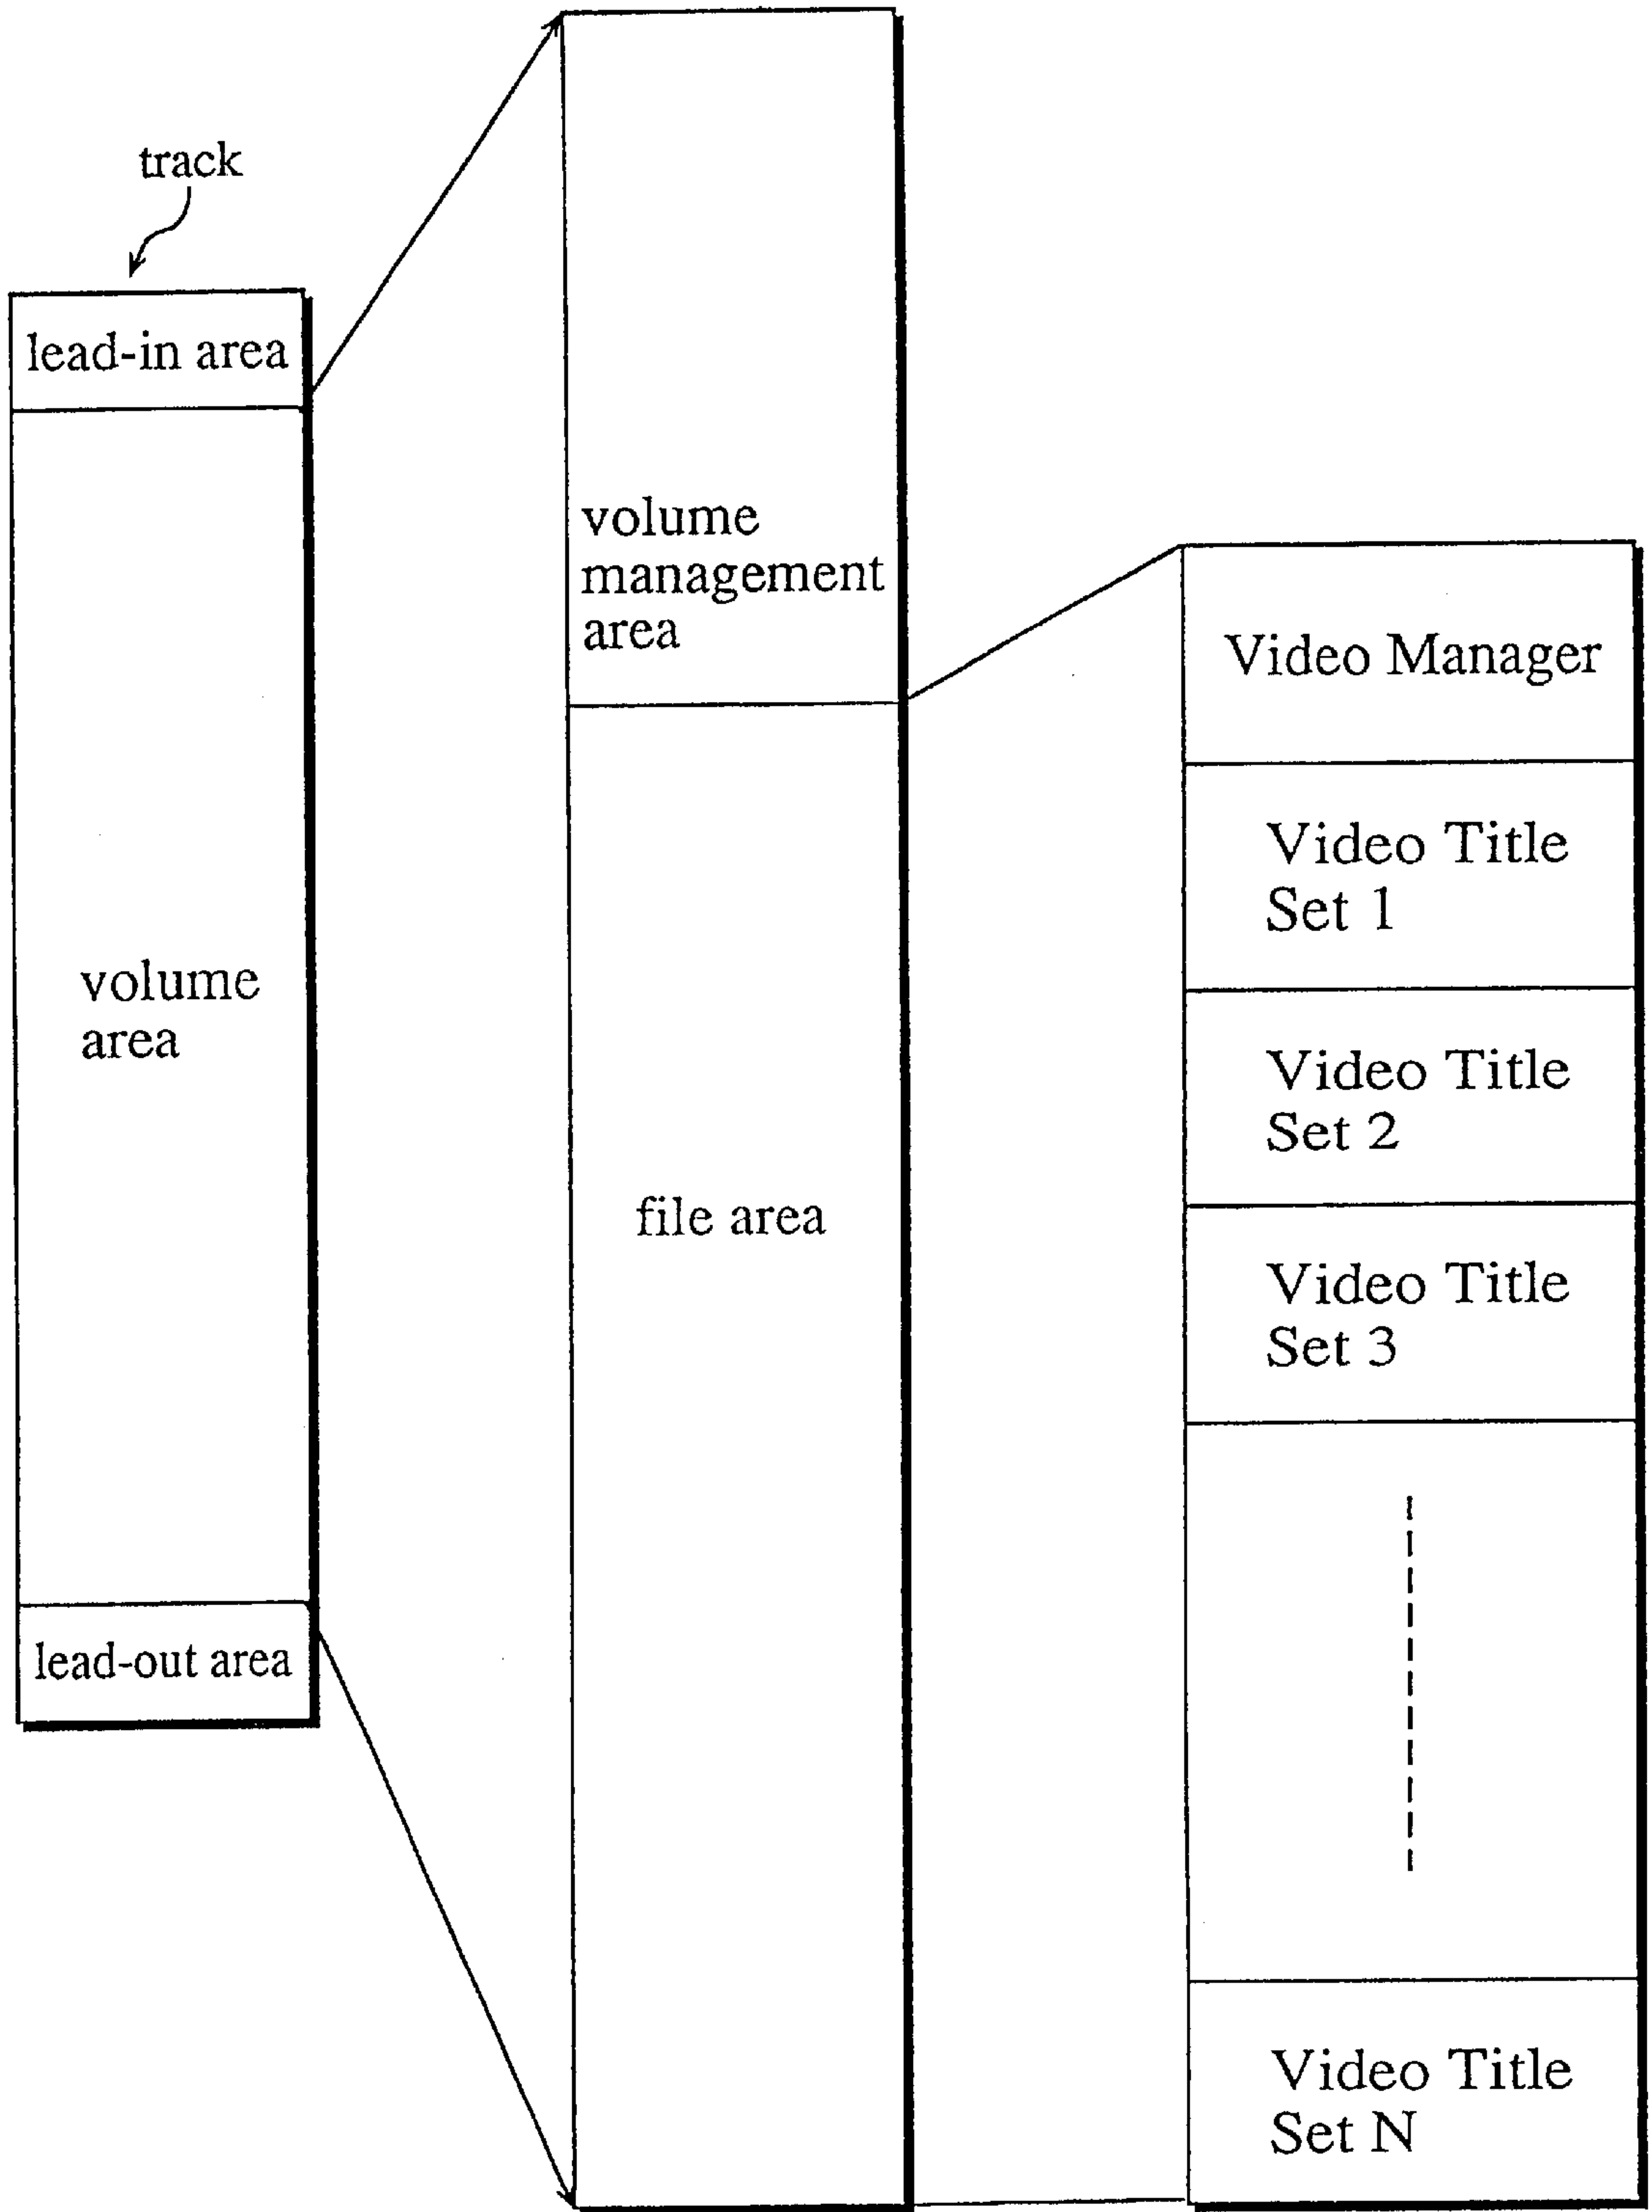 track
lead-in area
volume
area
lead-out area
volume
management
area
file area
Video Manager
Video Title
Set 1
Video Title
Set 2
Video Title
Set 3
Video Title
Set N